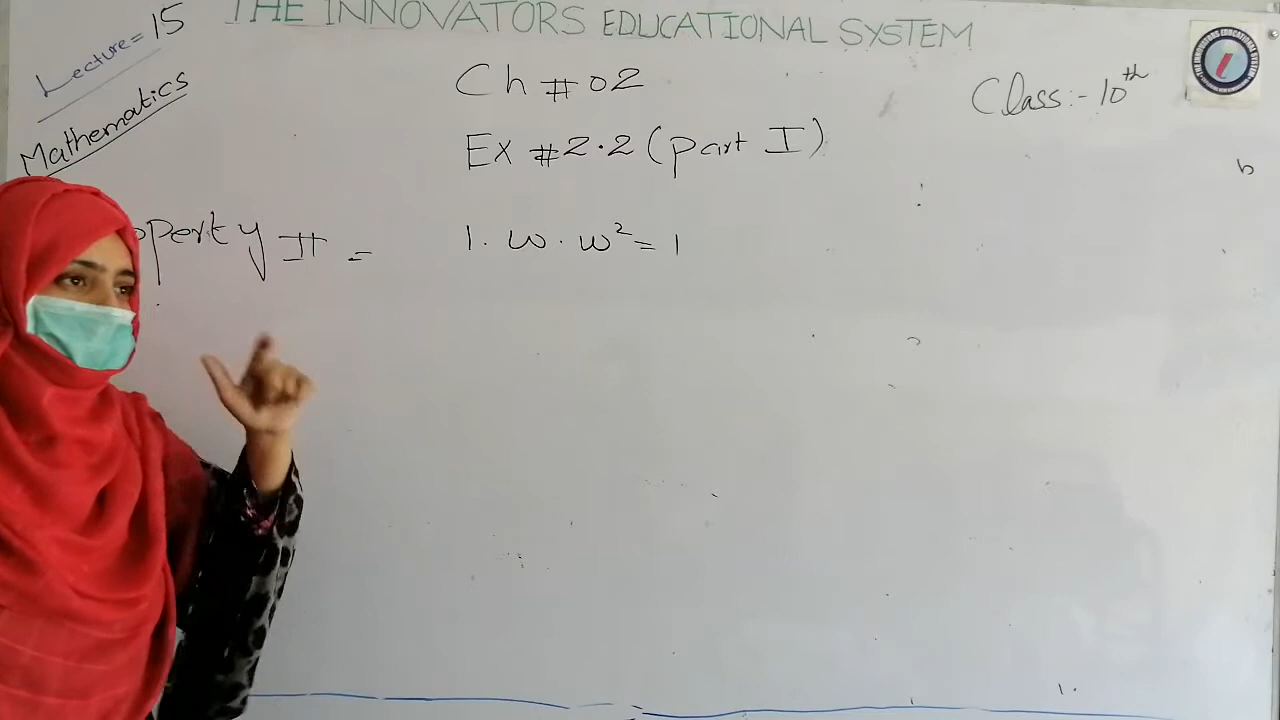 THE INNOVATORS EDUCATIONAL SYSTEM
Lecture = 15
Mathematics
Ch # 02
Class:- 10th
Ex # 2.2 (part I)
b
operty II = 1. ω. ω² = 1